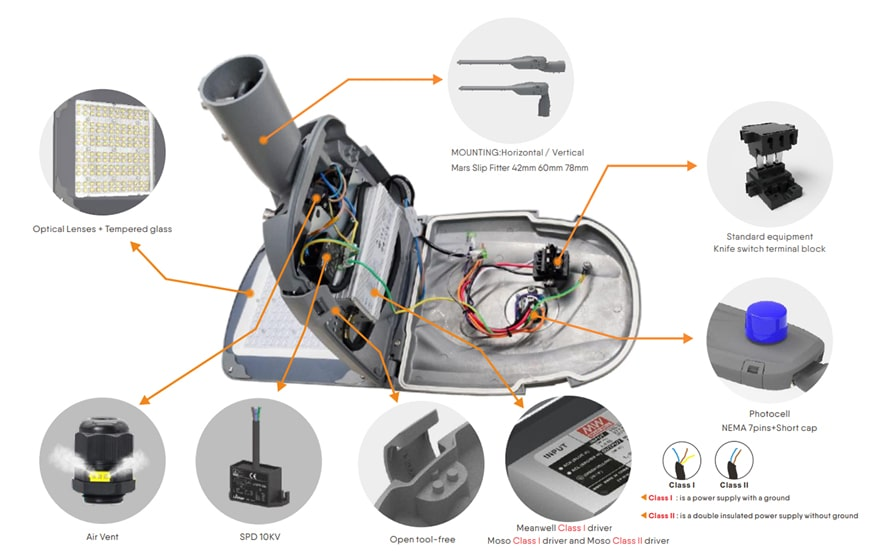 MOUNTING:Horizontal / Vertical
Mars Slip Fitter 42mm 60mm 78mm
Optical Lenses + Tempered glass
Standard equipment
Knife switch terminal block
Photocell
NEMA 7pins+Short cap
Class I
Class II
Class I : is a power supply with a ground
Class II : is a double insulated power supply without ground
Air Vent
SPD 10KV
Open tool-free
MW
INPUT
Meanwell Class I driver
Moso Class I driver and Moso Class II driver